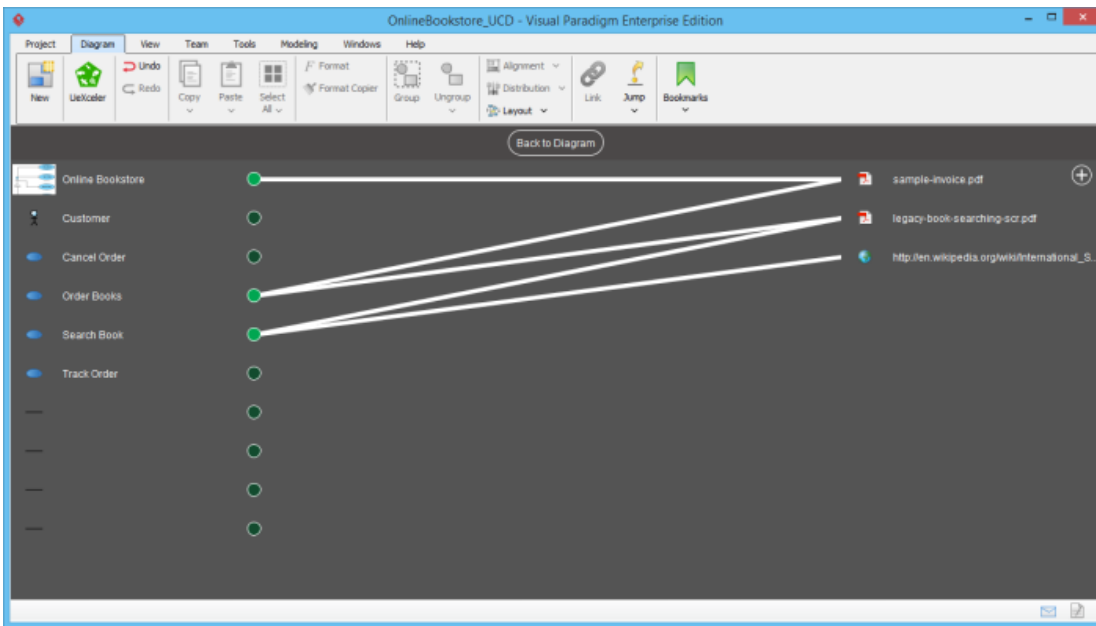 OnlineBookstore_UCD - Visual Paradigm Enterprise Edition
Project Diagram View Team Tools Modeling Windows Help
New
UeXceler
Undo
Redo
Copy
Paste
Select All
Format
Format Copier
Group
Ungroup
Alignment
Distribution
Layout
Link
Jump
Bookmarks
Back to Diagram
Online Bookstore
sample-invoice.pdf
Customer
legacy-book-searching-scr.pdf
Cancel Order
http://en.wikipedia.org/wiki/International_S...
Order Books
Search Book
Track Order